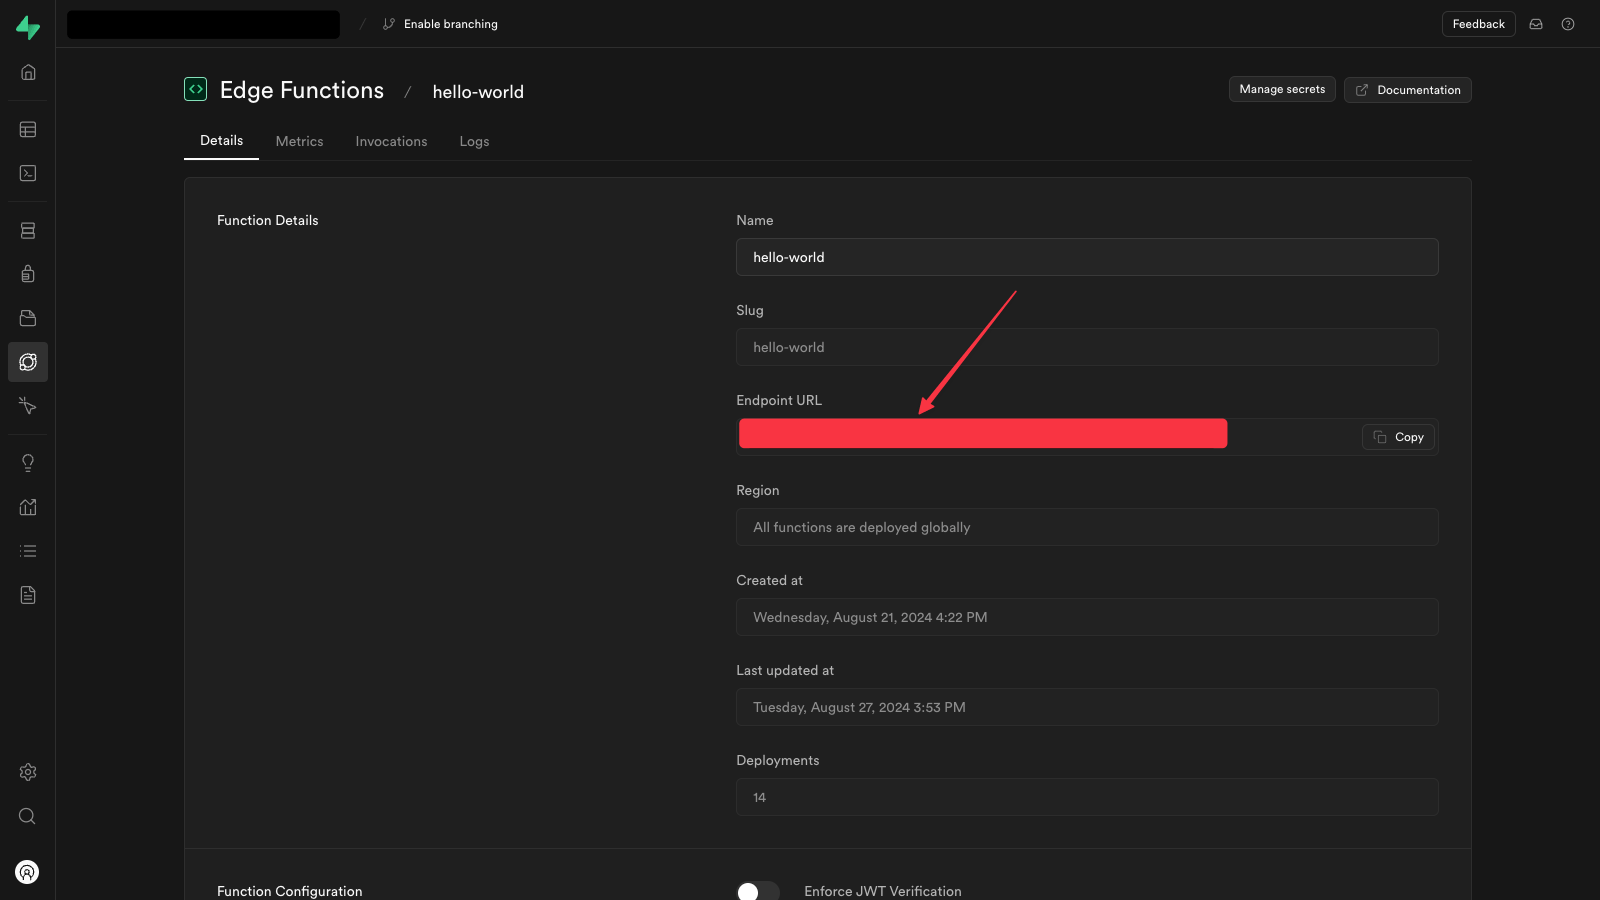 Enable branching
Feedback
Edge Functions / hello-world
Manage secrets
Documentation
Details
Metrics
Invocations
Logs
Function Details
Name
hello-world
Slug
hello-world
Endpoint URL
Copy
Region
All functions are deployed globally
Created at
Wednesday, August 21, 2024 4:22 PM
Last updated at
Tuesday, August 27, 2024 3:53 PM
Deployments
14
Function Configuration
Enforce JWT Verification